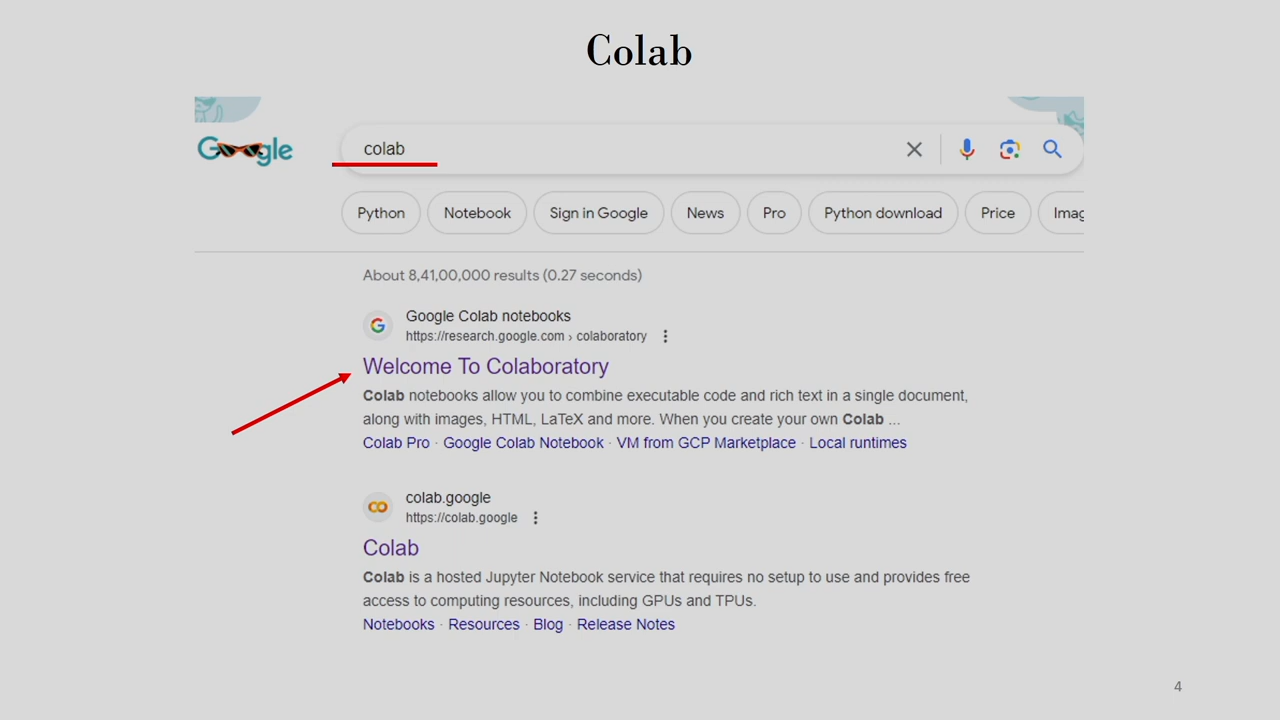 Colab
Google
colab
Python Notebook Sign in Google News Pro Python download Price Imag
About 8,41,00,000 results (0.27 seconds)
Google Colab notebooks
https://research.google.com › colaboratory
Welcome To Colaboratory
Colab notebooks allow you to combine executable code and rich text in a single document,
along with images, HTML, LaTeX and more. When you create your own Colab ...
Colab Pro · Google Colab Notebook · VM from GCP Marketplace · Local runtimes
colab.google
https://colab.google
Colab
Colab is a hosted Jupyter Notebook service that requires no setup to use and provides free
access to computing resources, including GPUs and TPUs.
Notebooks · Resources · Blog · Release Notes
4